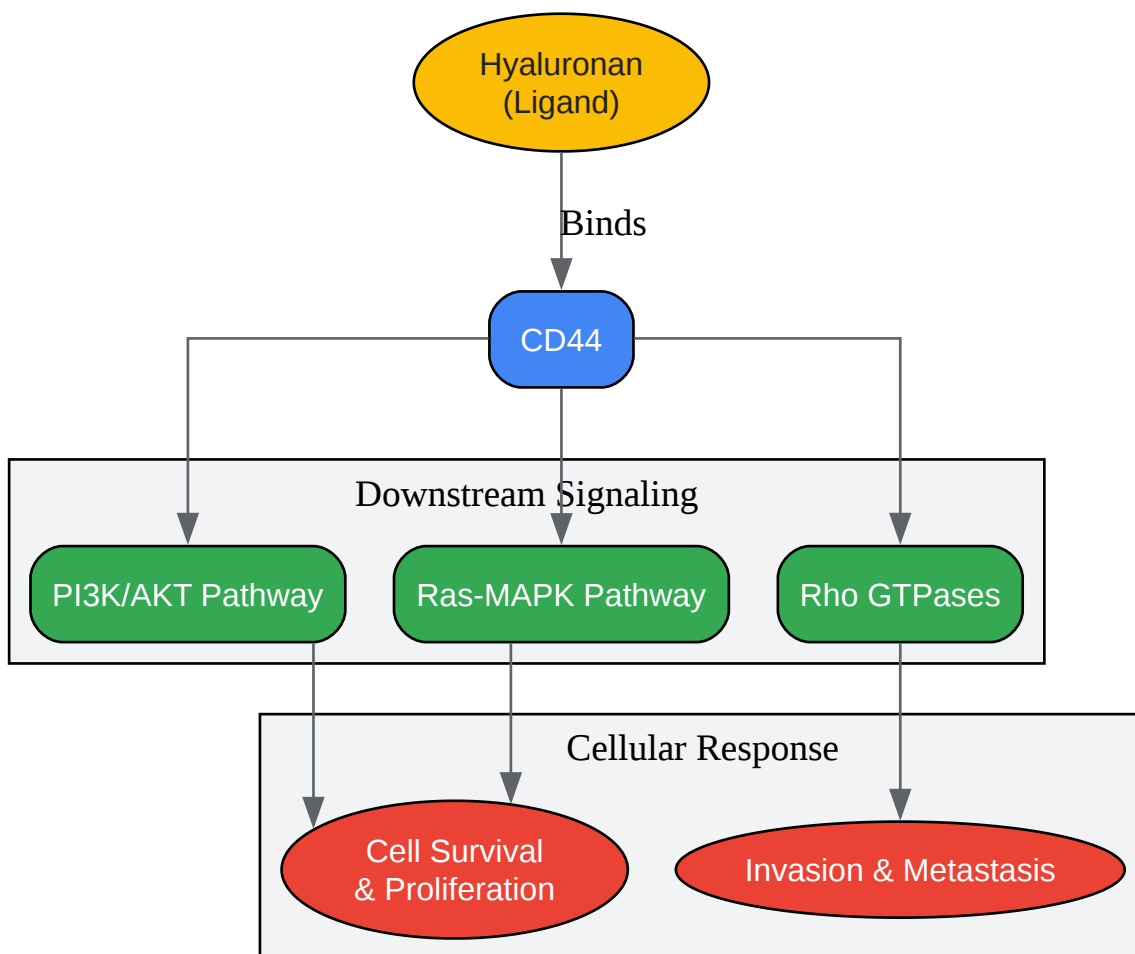 Hyaluronan
(Ligand)
Binds
CD44
Downstream Signaling
PI3K/AKT Pathway
Ras-MAPK Pathway
Rho GTPases
Cellular Response
Cell Survival
& Proliferation
Invasion & Metastasis